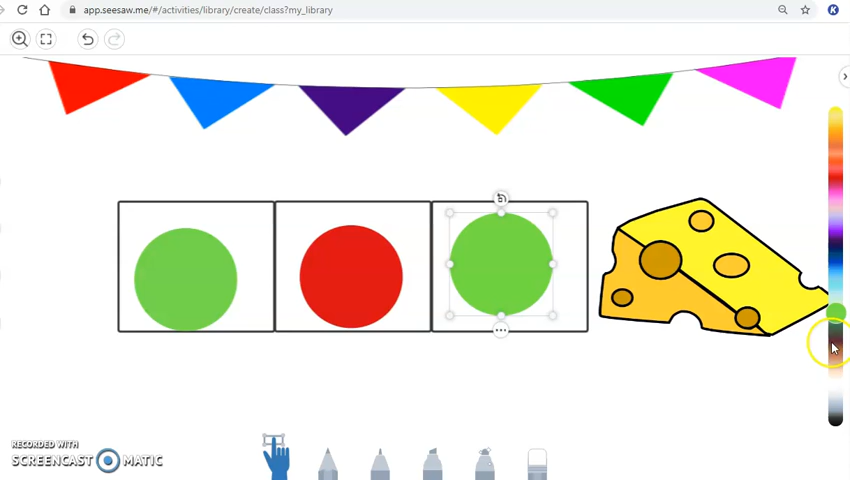 app.seesaw.me/#/activities/library/create/class?my_library
K
RECORDED WITH
SCREENCAST MATIC